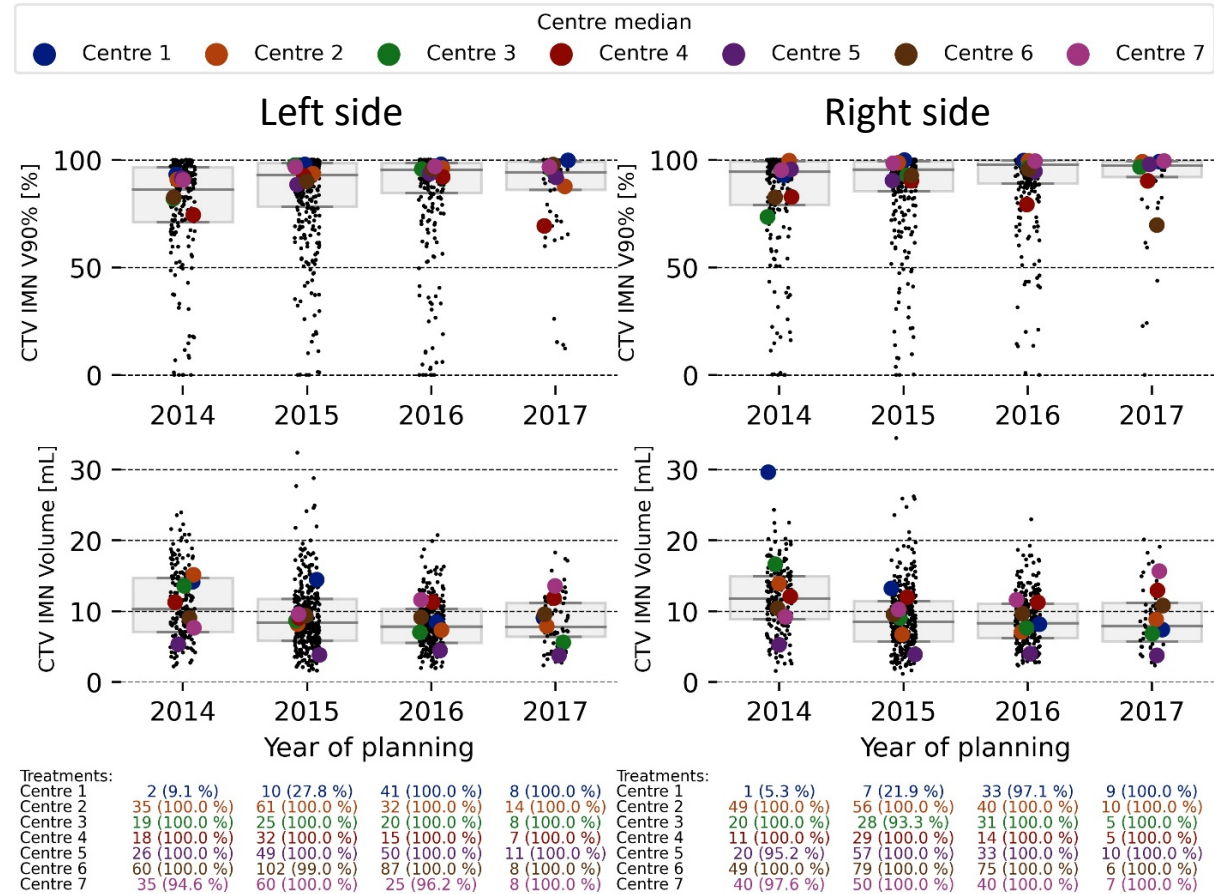 Centre median
Centre 1 Centre 2 Centre 3 Centre 4 Centre 5 Centre 6 Centre 7
Left side Right side
CTV IMN V90% [%]
100
50
0
2014 2015 2016 2017
CTV IMN V90% [%]
100
50
0
2014 2015 2016 2017
CTV IMN Volume [mL]
30
20
10
0
2014 2015 2016 2017
Year of planning
CTV IMN Volume [mL]
30
20
10
0
2014 2015 2016 2017
Year of planning
Treatments:
Centre 1 2 (9.1 %) 10 (27.8 %) 41 (100.0 %) 8 (100.0 %)
Centre 2 35 (100.0 %) 61 (100.0 %) 32 (100.0 %) 14 (100.0 %)
Centre 3 19 (100.0 %) 25 (100.0 %) 20 (100.0 %) 8 (100.0 %)
Centre 4 18 (100.0 %) 32 (100.0 %) 15 (100.0 %) 7 (100.0 %)
Centre 5 26 (100.0 %) 49 (100.0 %) 50 (100.0 %) 11 (100.0 %)
Centre 6 60 (100.0 %) 102 (99.0 %) 87 (100.0 %) 8 (100.0 %)
Centre 7 35 (94.6 %) 60 (100.0 %) 25 (96.2 %) 8 (100.0 %)
Treatments:
Centre 1 1 (5.3 %) 7 (21.9 %) 33 (97.1 %) 9 (100.0 %)
Centre 2 49 (100.0 %) 56 (100.0 %) 40 (100.0 %) 10 (100.0 %)
Centre 3 20 (100.0 %) 28 (93.3 %) 31 (100.0 %) 5 (100.0 %)
Centre 4 11 (100.0 %) 29 (100.0 %) 14 (100.0 %) 5 (100.0 %)
Centre 5 20 (95.2 %) 57 (100.0 %) 33 (100.0 %) 10 (100.0 %)
Centre 6 49 (100.0 %) 79 (100.0 %) 75 (100.0 %) 6 (100.0 %)
Centre 7 40 (97.6 %) 50 (100.0 %) 40 (100.0 %) 7 (100.0 %)